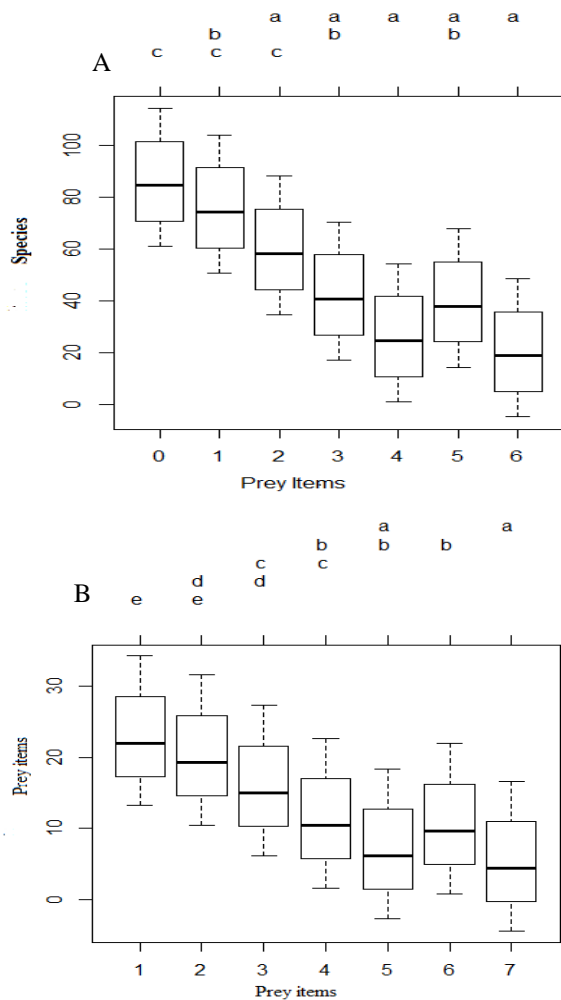 a a a a a
b b b
A c c c
100
80
60
40
20
0
Species
0 1 2 3 4 5 6
Prey Items
a a
b b b
c c
d d
B e e
30
20
10
0
Prey items
1 2 3 4 5 6 7
Prey items